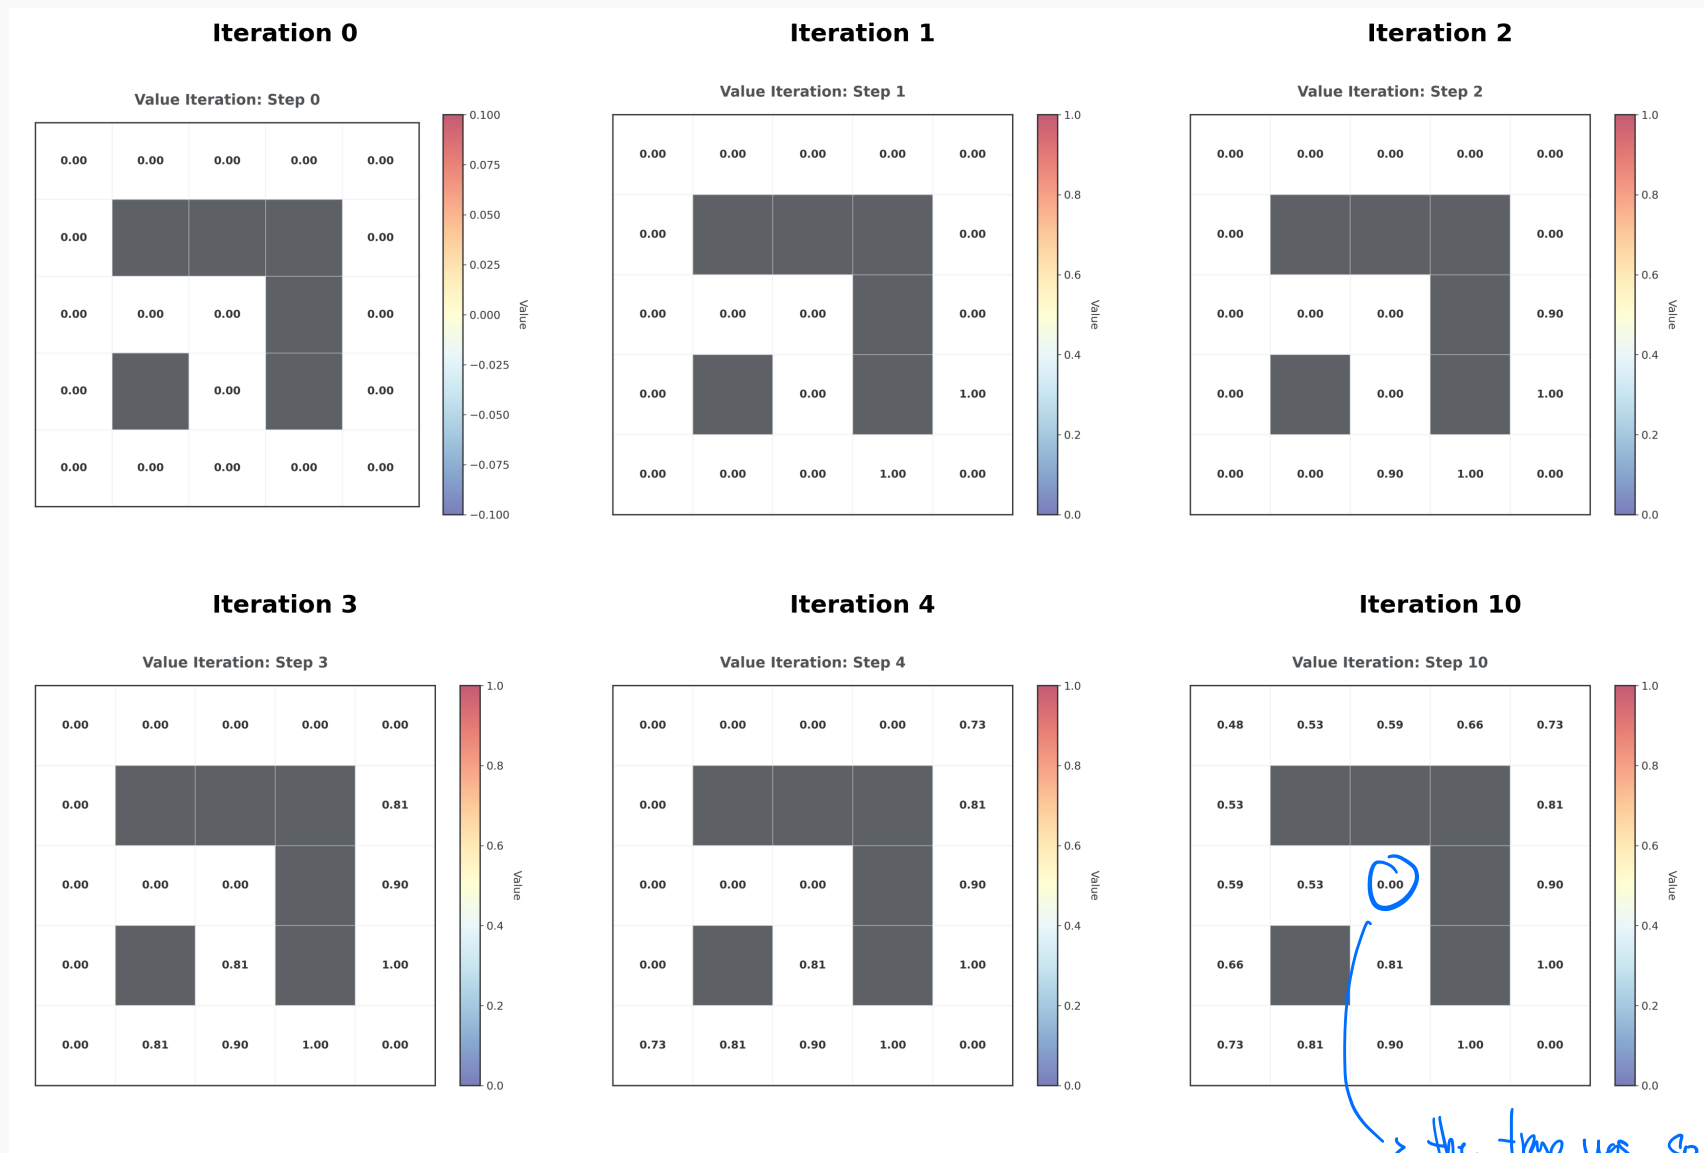 Iteration 0 Iteration 1 Iteration 2
Value Iteration: Step 0 Value Iteration: Step 1 Value Iteration: Step 2
0.00 0.00 0.00 0.00 0.00
0.00 0.00
0.00 0.00 0.00 0.00
0.00 0.00 0.00
0.00 0.00 0.00 0.00 0.00
0.100
0.075
0.050
0.025
0.000
−0.025
−0.050
−0.075
−0.100
Value
0.00 0.00 0.00 0.00 0.00
0.00 0.00
0.00 0.00 0.00 0.00
0.00 0.00 1.00
0.00 0.00 0.00 1.00 0.00
1.0
0.8
0.6
0.4
0.2
0.0
Value
0.00 0.00 0.00 0.00 0.00
0.00 0.00
0.00 0.00 0.00 0.90
0.00 0.00 1.00
0.00 0.00 0.90 1.00 0.00
1.0
0.8
0.6
0.4
0.2
0.0
Value
Iteration 3 Iteration 4 Iteration 10
Value Iteration: Step 3 Value Iteration: Step 4 Value Iteration: Step 10
0.00 0.00 0.00 0.00 0.00
0.00 0.81
0.00 0.00 0.00 0.90
0.00 0.81 1.00
0.00 0.81 0.90 1.00 0.00
1.0
0.8
0.6
0.4
0.2
0.0
Value
0.00 0.00 0.00 0.00 0.73
0.00 0.81
0.00 0.00 0.00 0.90
0.00 0.81 1.00
0.73 0.81 0.90 1.00 0.00
1.0
0.8
0.6
0.4
0.2
0.0
Value
0.48 0.53 0.59 0.66 0.73
0.53 0.81
0.59 0.53 0.00 0.90
0.66 0.81 1.00
0.73 0.81 0.90 1.00 0.00
1.0
0.8
0.6
0.4
0.2
0.0
Value
the